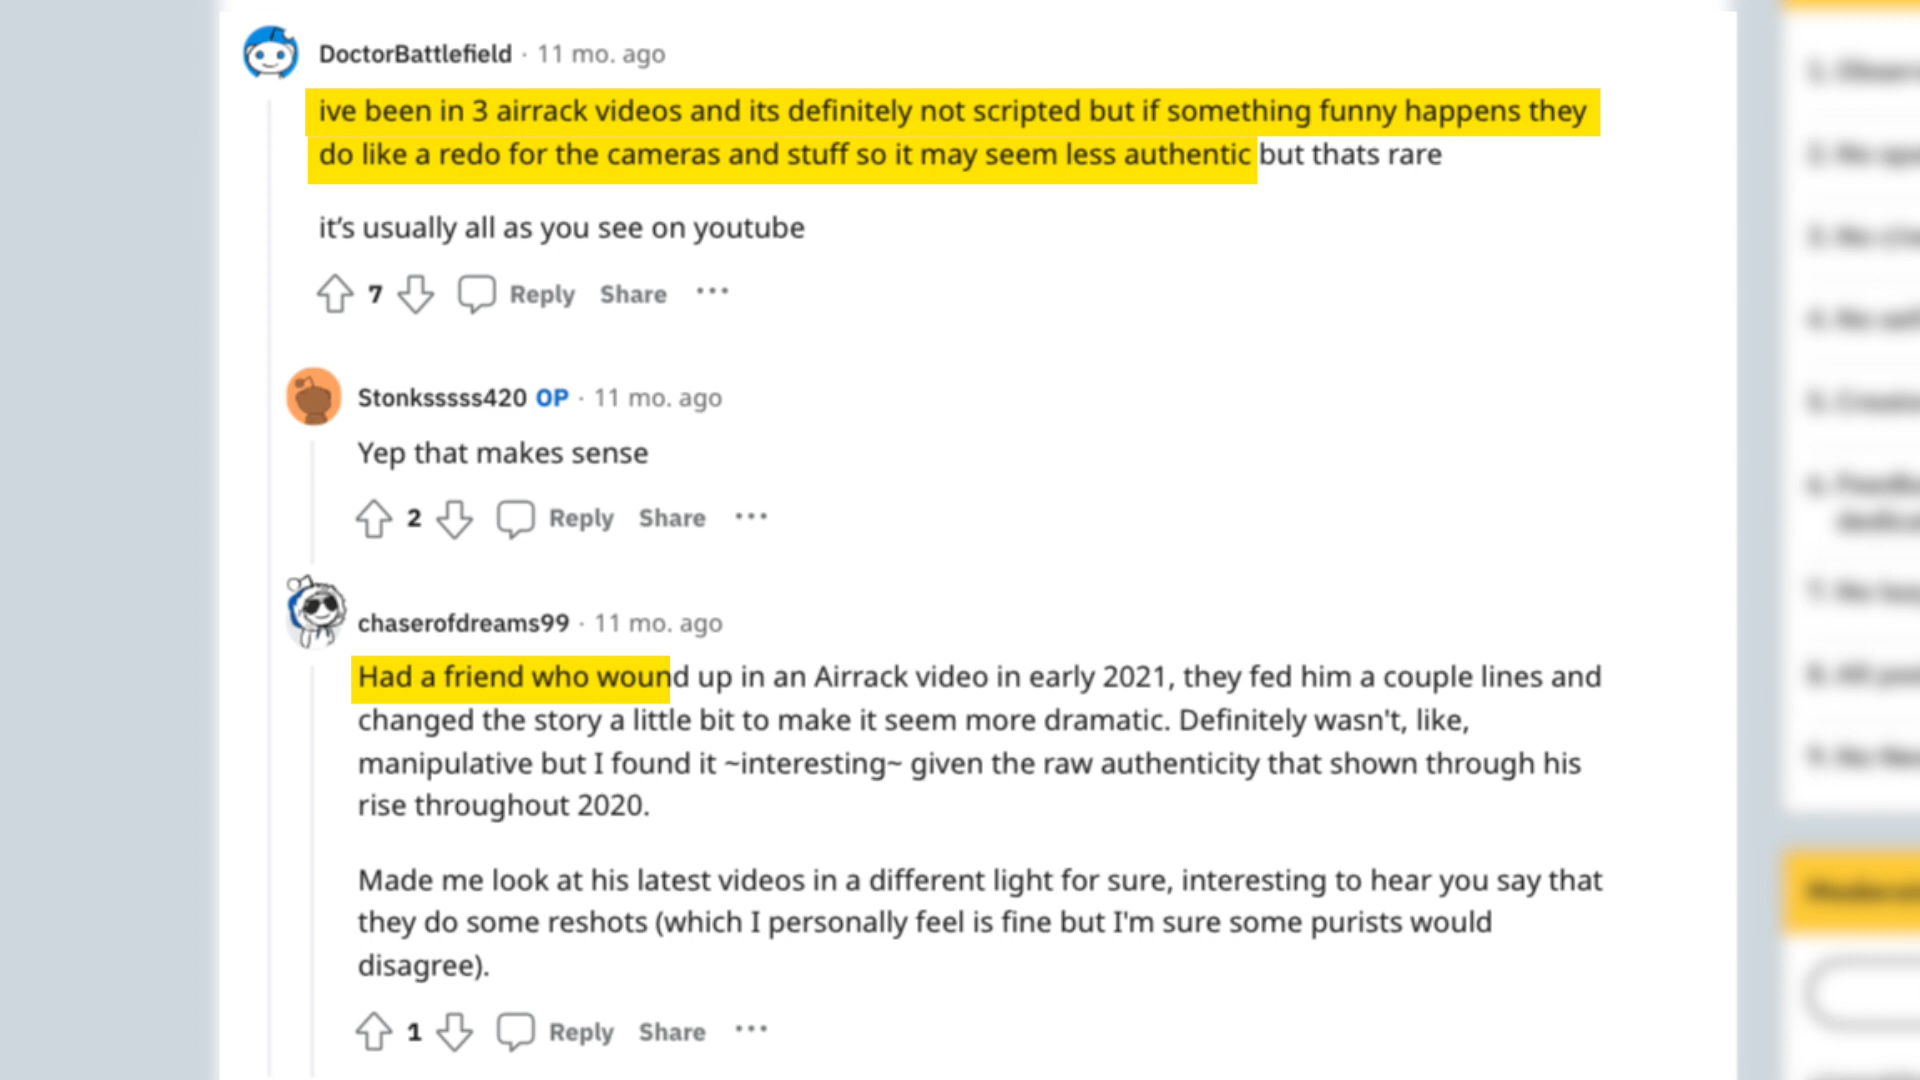 DoctorBattlefield · 11 mo. ago
ive been in 3 airrack videos and its definitely not scripted but if something funny happens they
do like a redo for the cameras and stuff so it may seem less authentic but thats rare
it’s usually all as you see on youtube
7 Reply Share ···
Stonksssss420 OP · 11 mo. ago
Yep that makes sense
2 Reply Share ···
chaserofdreams99 · 11 mo. ago
Had a friend who wound up in an Airrack video in early 2021, they fed him a couple lines and
changed the story a little bit to make it seem more dramatic. Definitely wasn't, like,
manipulative but I found it ~interesting~ given the raw authenticity that shown through his
rise throughout 2020.
Made me look at his latest videos in a different light for sure, interesting to hear you say that
they do some reshots (which I personally feel is fine but I'm sure some purists would
disagree).
1 Reply Share ···